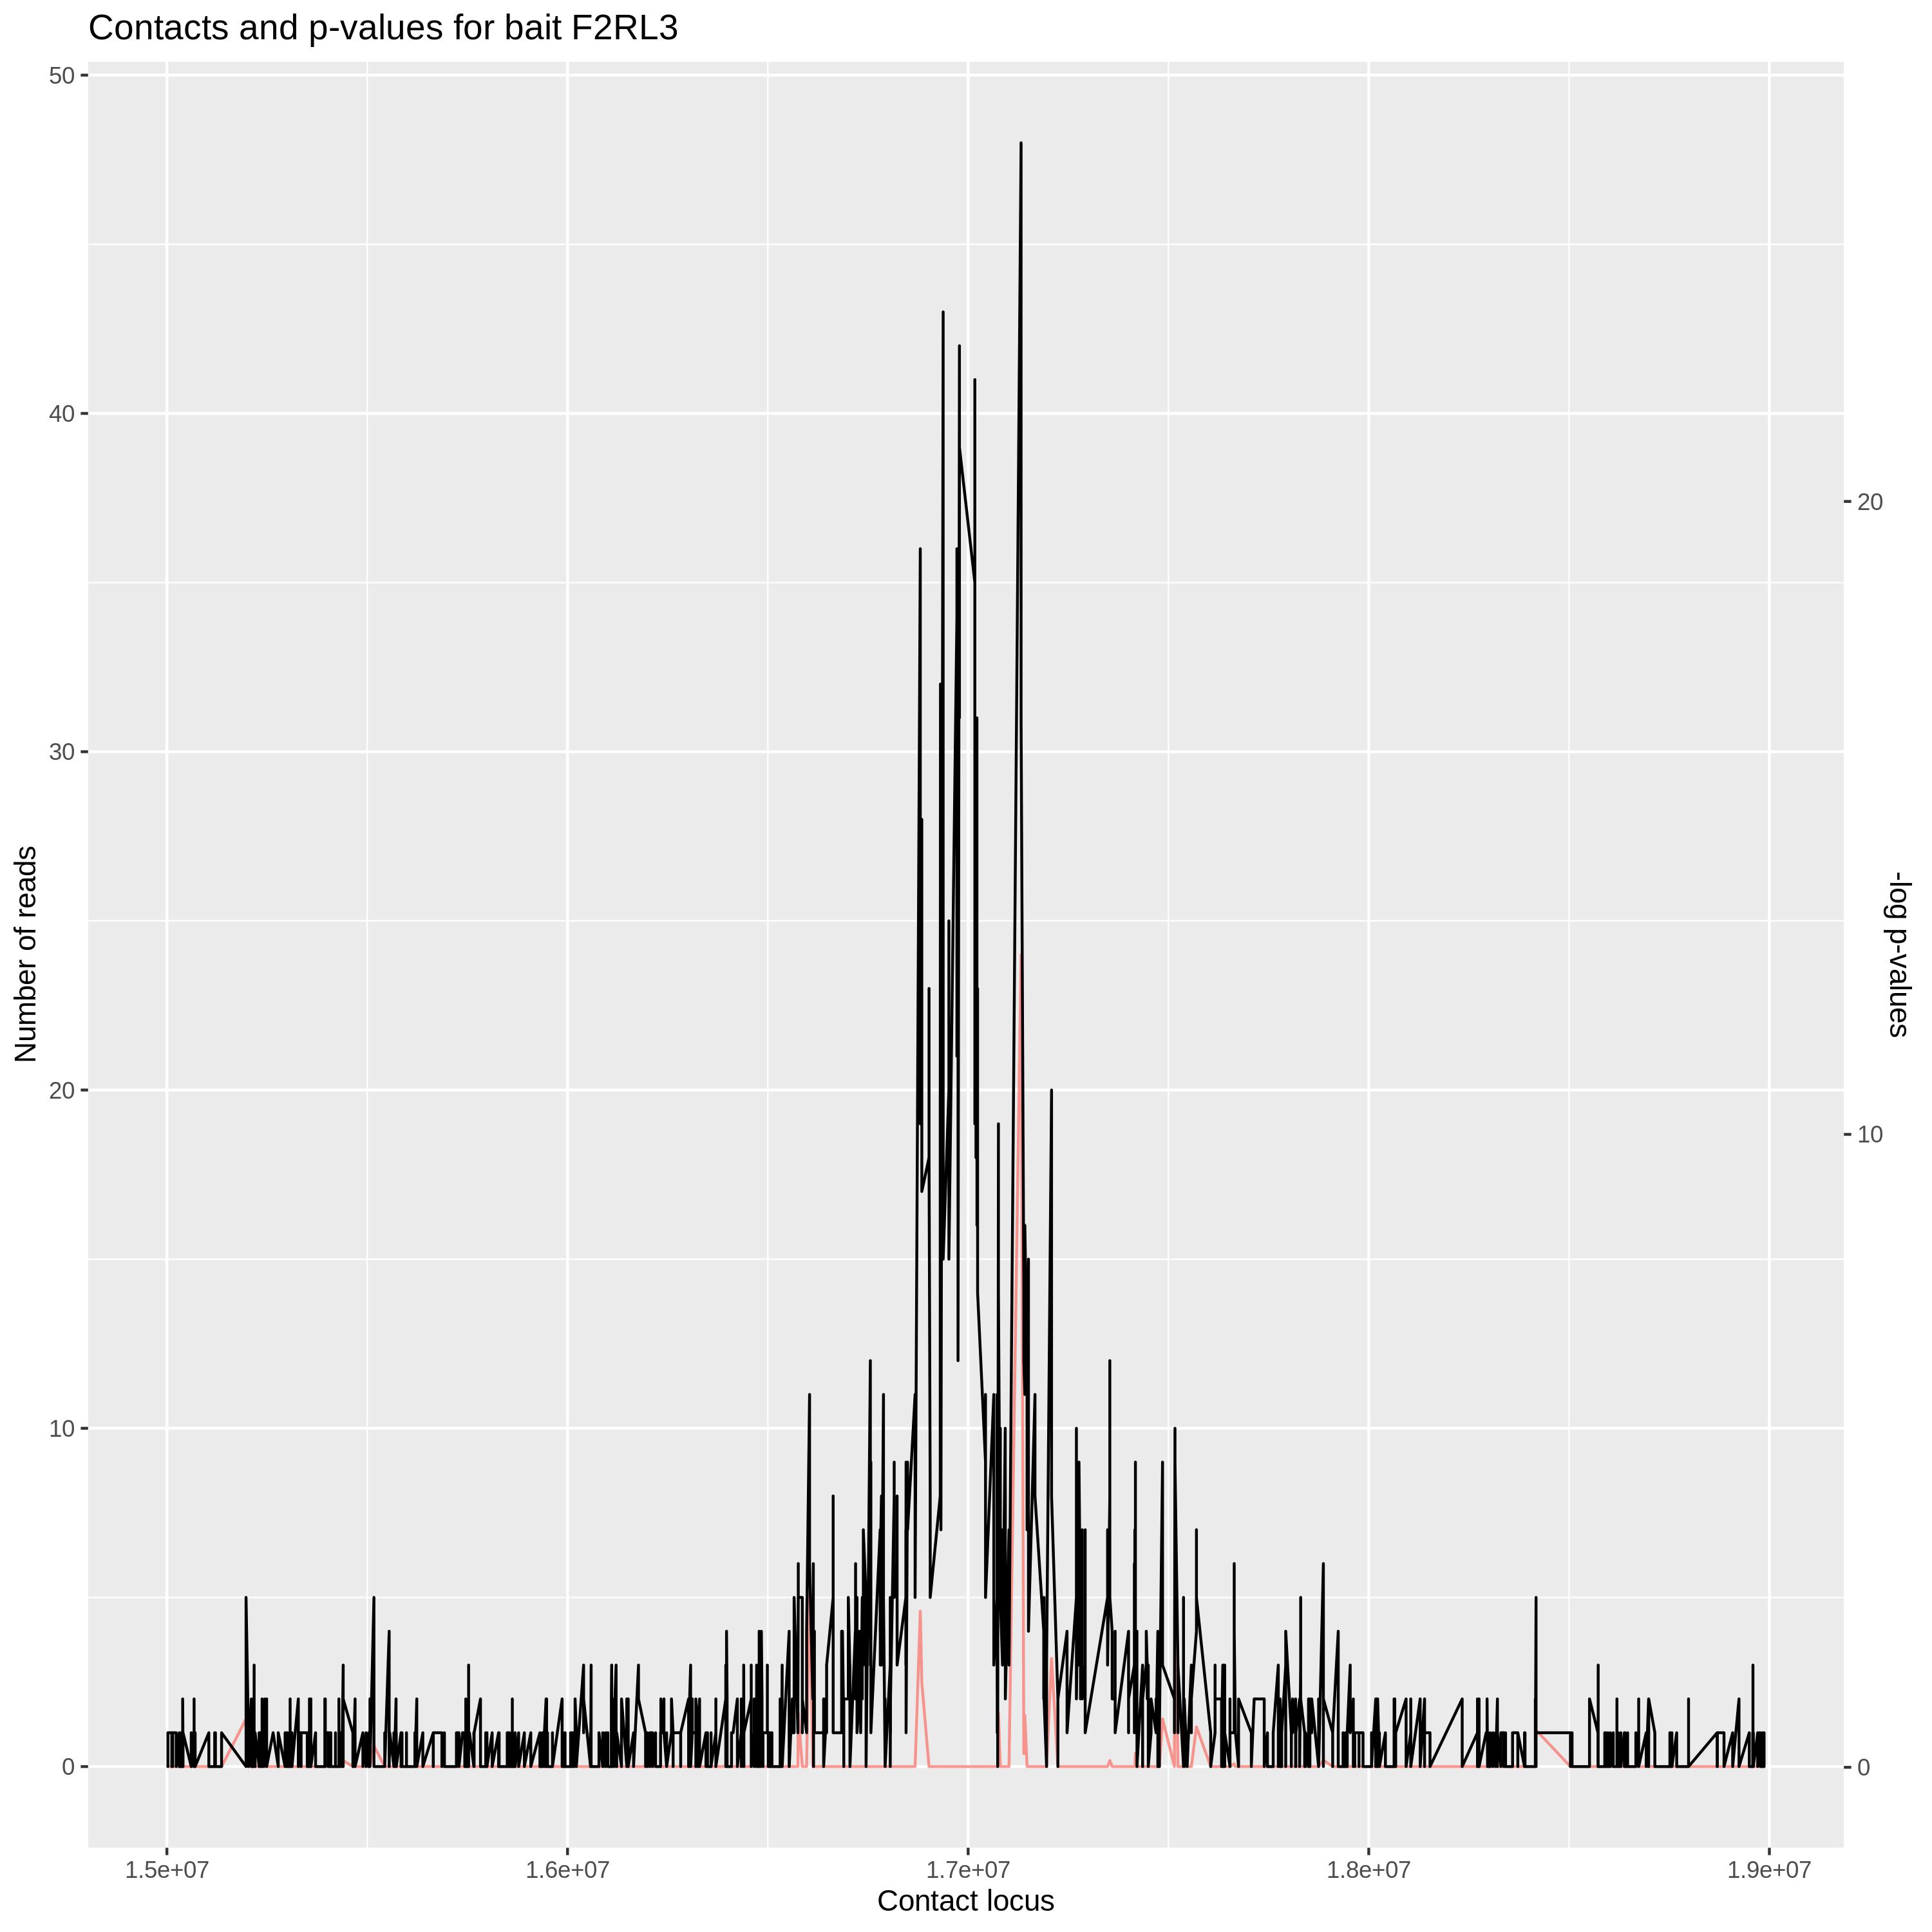 Contacts and p-values for bait F2RL3
50
40
30
20
10
0
Number of reads
20
10
0
-log p-values
1.5e+07
1.6e+07
1.7e+07
1.8e+07
1.9e+07
Contact locus